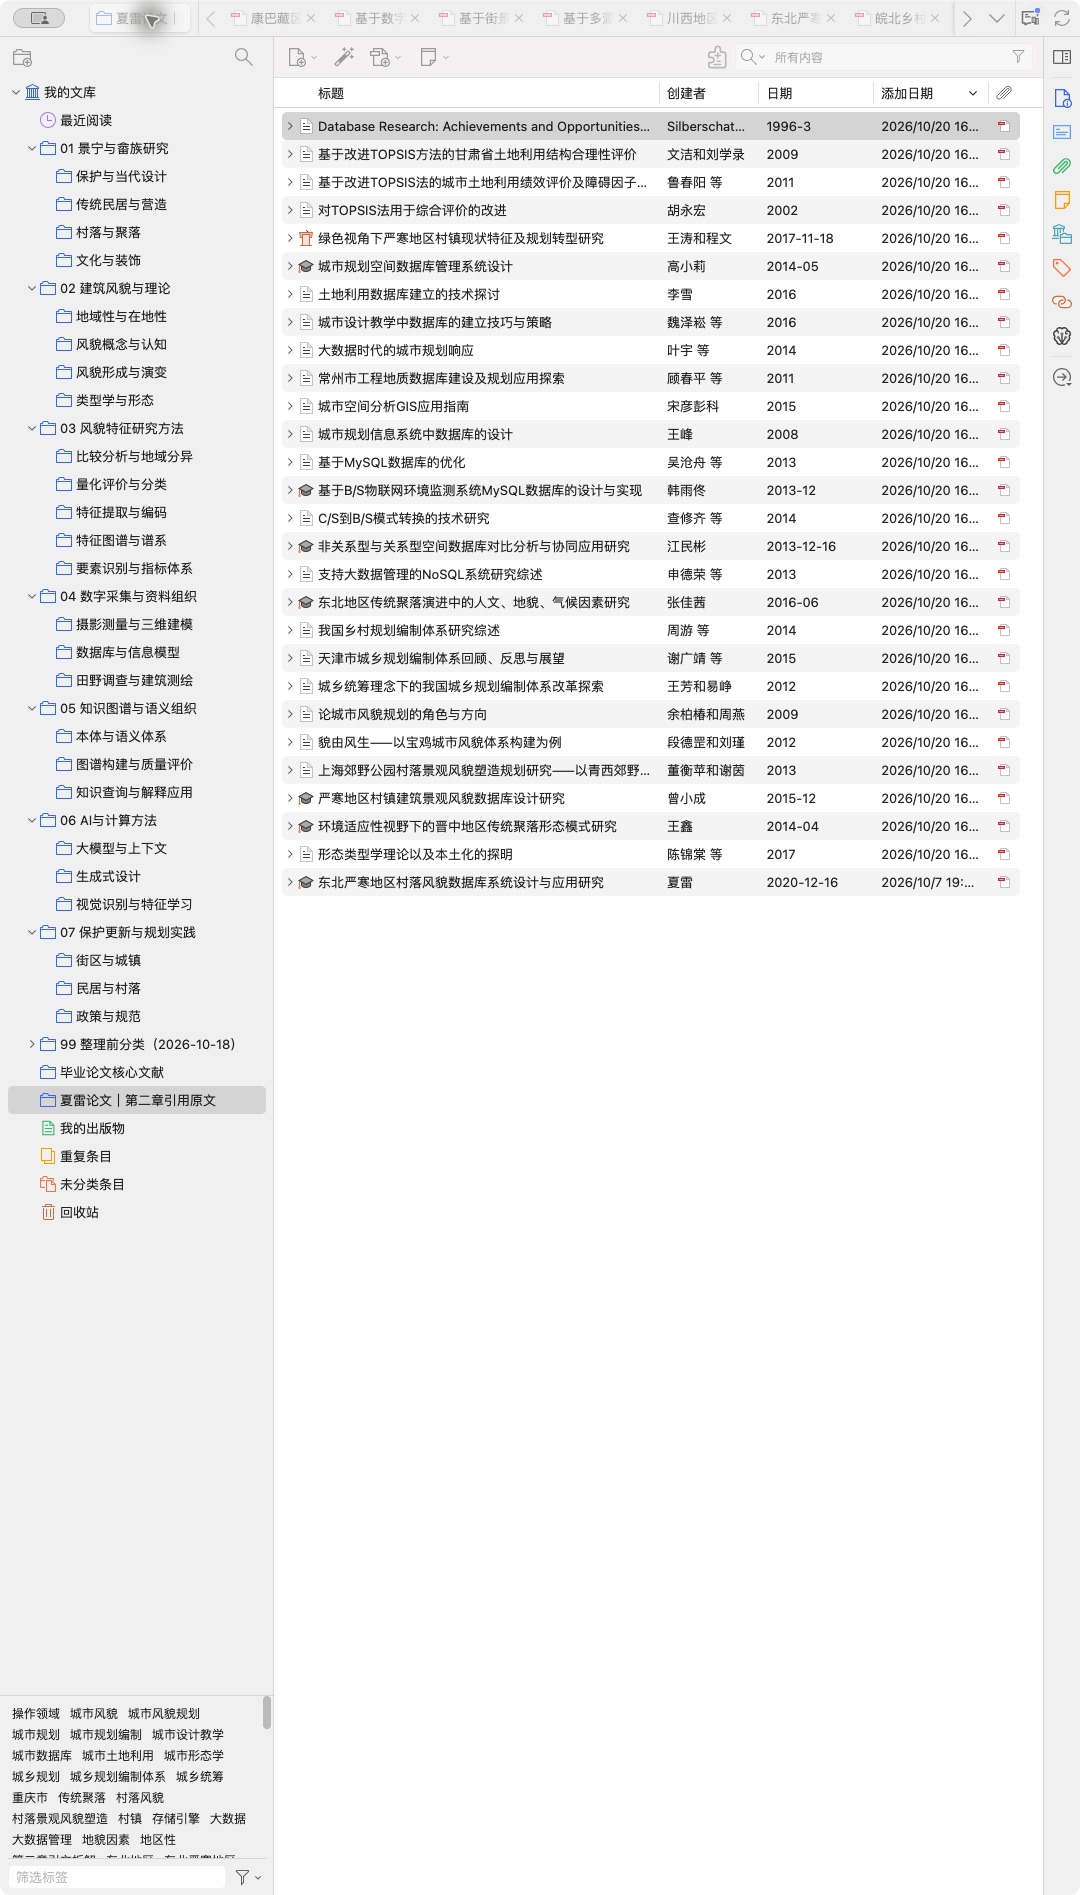 夏雷论文｜
康巴藏区
基于数字
基于街景
基于多源
川西地区
东北严寒
皖北乡村
所有内容
标题 创建者 日期 添加日期
我的文库
最近阅读
01 景宁与畲族研究
保护与当代设计
传统民居与营造
村落与聚落
文化与装饰
02 建筑风貌与理论
地域性与在地性
风貌概念与认知
风貌形成与演变
类型学与形态
03 风貌特征研究方法
比较分析与地域分异
量化评价与分类
特征提取与编码
特征图谱与谱系
要素识别与指标体系
04 数字采集与资料组织
摄影测量与三维建模
数据库与信息模型
田野调查与建筑测绘
05 知识图谱与语义组织
本体与语义体系
图谱构建与质量评价
知识查询与解释应用
06 AI与计算方法
大模型与上下文
生成式设计
视觉识别与特征学习
07 保护更新与规划实践
街区与城镇
民居与村落
政策与规范
99 整理前分类（2026-10-18）
毕业论文核心文献
夏雷论文｜第二章引用原文
我的出版物
重复条目
未分类条目
回收站
Database Research: Achievements and Opportunities... Silberschat... 1996-3 2026/10/20 16...
基于改进TOPSIS方法的甘肃省土地利用结构合理性评价 文洁和刘学录 2009 2026/10/20 16...
基于改进TOPSIS法的城市土地利用绩效评价及障碍因子... 鲁春阳 等 2011 2026/10/20 16...
对TOPSIS法用于综合评价的改进 胡永宏 2002 2026/10/20 16...
绿色视角下严寒地区村镇现状特征及规划转型研究 王涛和程文 2017-11-18 2026/10/20 16...
城市规划空间数据库管理系统设计 高小莉 2014-05 2026/10/20 16...
土地利用数据库建立的技术探讨 李雪 2016 2026/10/20 16...
城市设计教学中数据库的建立技巧与策略 魏泽崧 等 2016 2026/10/20 16...
大数据时代的城市规划响应 叶宇 等 2014 2026/10/20 16...
常州市工程地质数据库建设及规划应用探索 顾春平 等 2011 2026/10/20 16...
城市空间分析GIS应用指南 宋彦彭科 2015 2026/10/20 16...
城市规划信息系统中数据库的设计 王峰 2008 2026/10/20 16...
基于MySQL数据库的优化 吴沧舟 等 2013 2026/10/20 16...
基于B/S物联网环境监测系统MySQL数据库的设计与实现 韩雨佟 2013-12 2026/10/20 16...
C/S到B/S模式转换的技术研究 查修齐 等 2014 2026/10/20 16...
非关系型与关系型空间数据库对比分析与协同应用研究 江民彬 2013-12-16 2026/10/20 16...
支持大数据管理的NoSQL系统研究综述 申德荣 等 2013 2026/10/20 16...
东北地区传统聚落演进中的人文、地貌、气候因素研究 张佳茜 2016-06 2026/10/20 16...
我国乡村规划编制体系研究综述 周游 等 2014 2026/10/20 16...
天津市城乡规划编制体系回顾、反思与展望 谢广靖 等 2015 2026/10/20 16...
城乡统筹理念下的我国城乡规划编制体系改革探索 王芳和易峥 2012 2026/10/20 16...
论城市风貌规划的角色与方向 余柏椿和周燕 2009 2026/10/20 16...
貌由风生——以宝鸡城市风貌体系构建为例 段德罡和刘瑾 2012 2026/10/20 16...
上海郊野公园村落景观风貌塑造规划研究——以青西郊野... 董衡苹和谢茵 2013 2026/10/20 16...
严寒地区村镇建筑景观风貌数据库设计研究 曾小成 2015-12 2026/10/20 16...
环境适应性视野下的晋中地区传统聚落形态模式研究 王鑫 2014-04 2026/10/20 16...
形态类型学理论以及本土化的探明 陈锦棠 等 2017 2026/10/20 16...
东北严寒地区村落风貌数据库系统设计与应用研究 夏雷 2020-12-16 2026/10/7 19:...
操作领域 城市风貌 城市风貌规划
城市规划 城市规划编制 城市设计教学
城市数据库 城市土地利用 城市形态学
城乡规划 城乡规划编制体系 城乡统筹
重庆市 传统聚落 村落风貌
村落景观风貌塑造 村镇 存储引擎 大数据
大数据管理 地貌因素 地区性
筛选标签